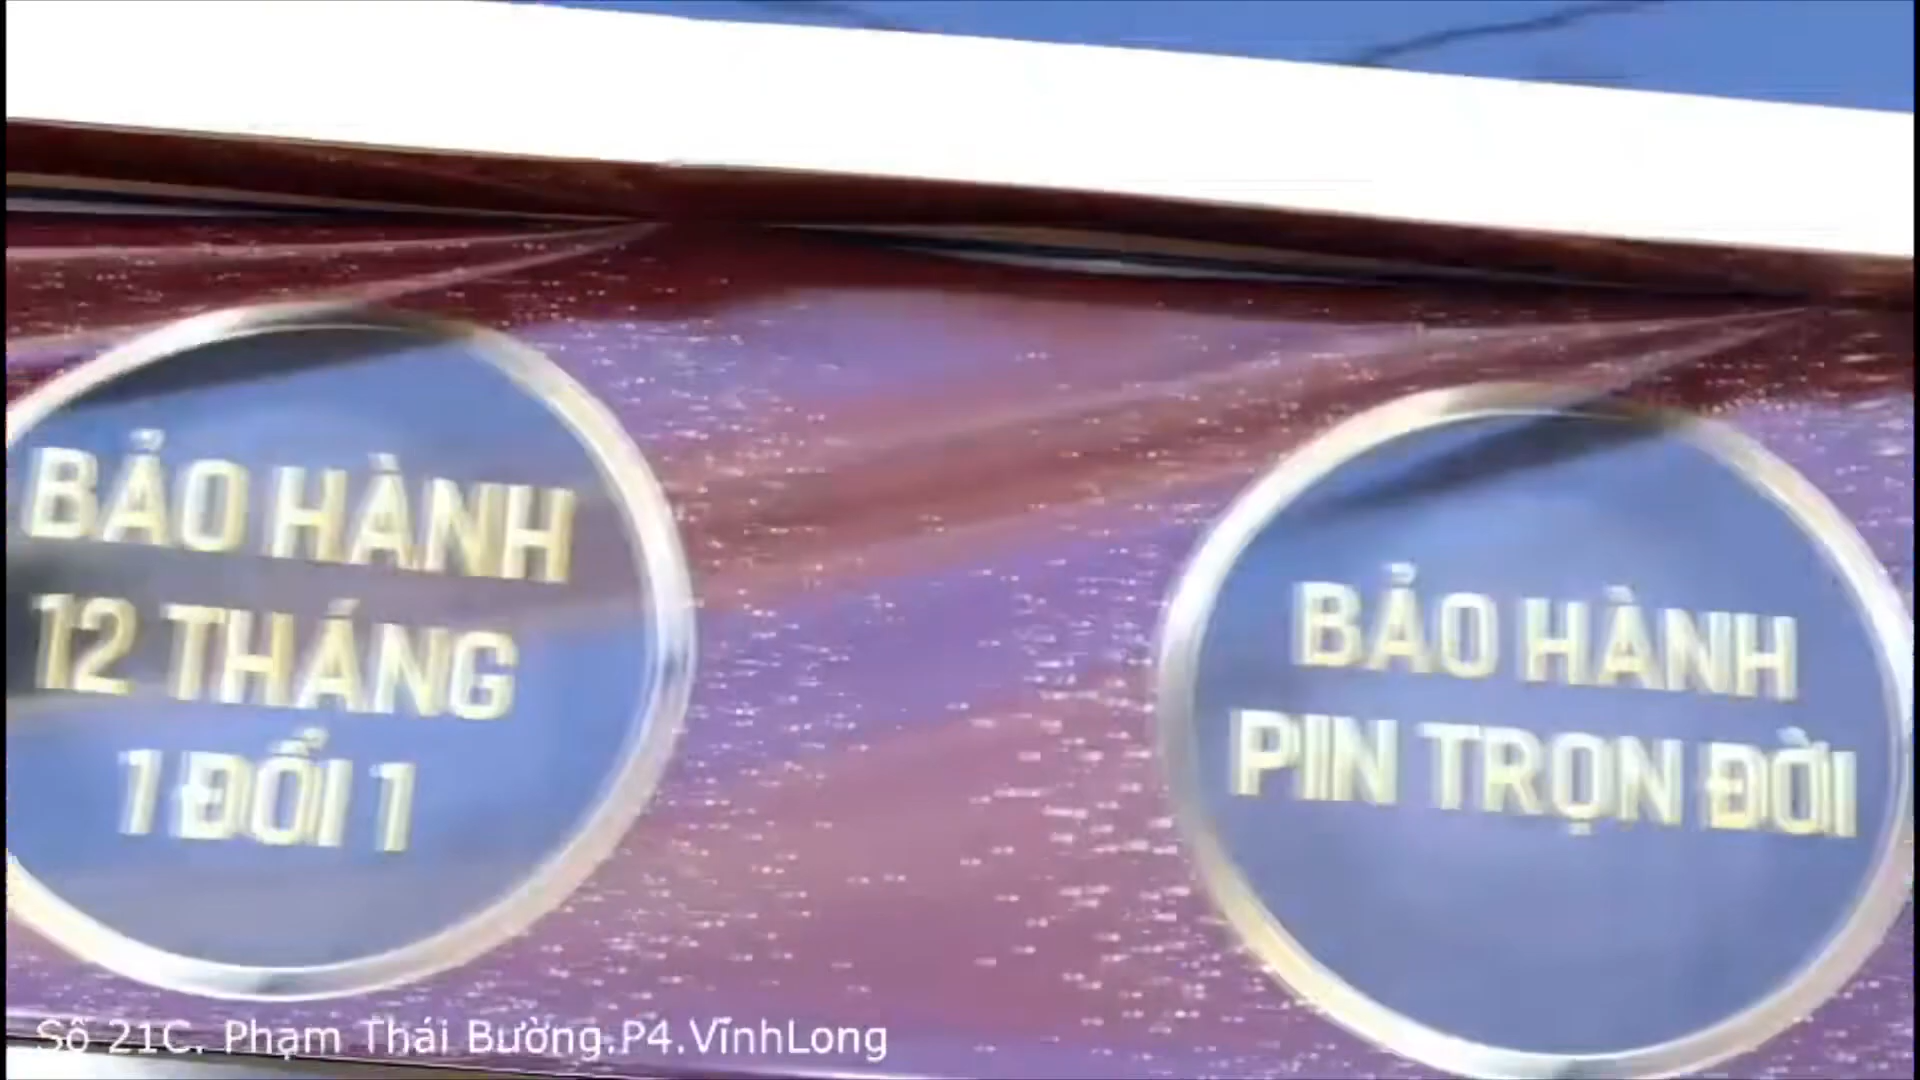 BẢO HÀNH
12 THÁNG
1 ĐỔI 1
BẢO HÀNH
PIN TRỌN ĐỜI
Số 21C. Phạm Thái Bường.P4.VĩnhLong